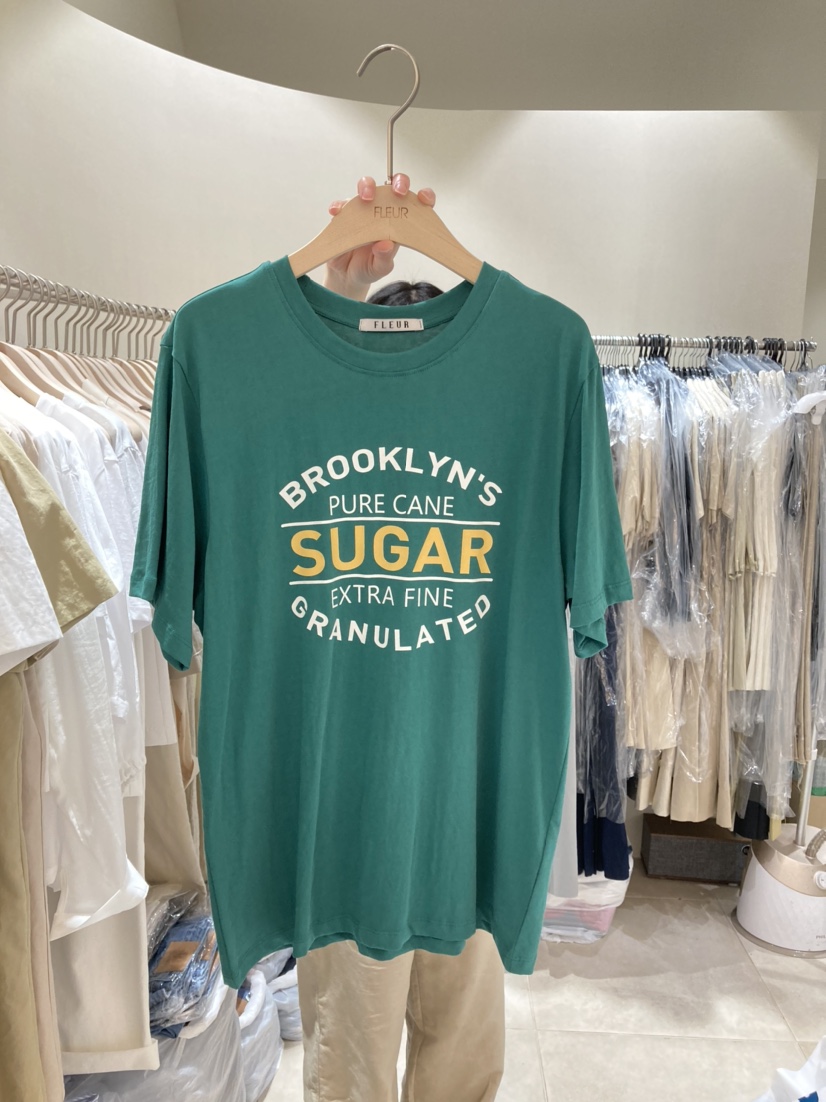 FLEUR
FLEUR
BROOKLYN'S
PURE CANE
SUGAR
EXTRA FINE
GRANULATED